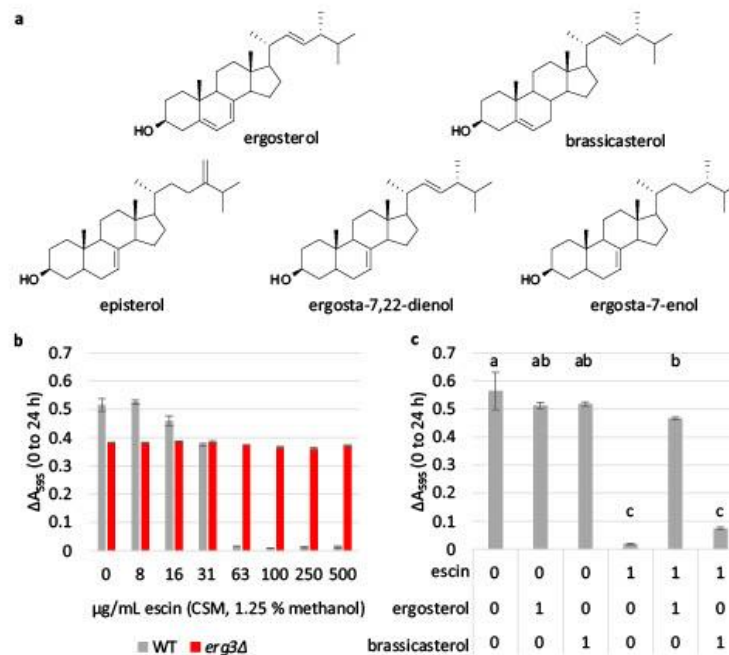 a
HO
ergosterol
HO
brassicasterol
HO
episterol
HO
ergosta-7,22-dienol
HO
ergosta-7-enol
b
0.7
0.6
0.5
0.4
0.3
0.2
0.1
0
ΔA595 (0 to 24 h)
0 8 16 31 63 100 250 500
µg/mL escin (CSM, 1.25 % methanol)
WT erg3Δ
c
0.7
0.6
0.5
0.4
0.3
0.2
0.1
0
ΔA595 (0 to 24 h)
a ab ab c b c
escin 0 0 0 1 1 1
ergosterol 0 1 0 0 1 0
brassicasterol 0 0 1 0 0 1